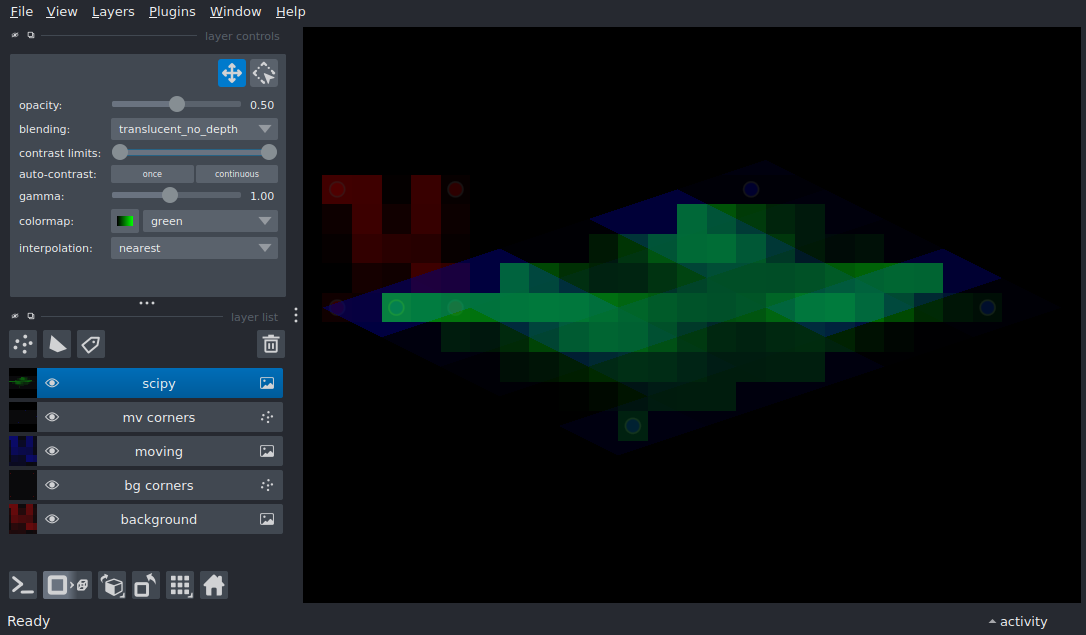 File View Layers Plugins Window Help
layer controls
opacity: 0.50
blending: translucent_no_depth
contrast limits:
auto-contrast: once continuous
gamma: 1.00
colormap: green
interpolation: nearest
layer list
scipy
mv corners
moving
bg corners
background
Ready activity